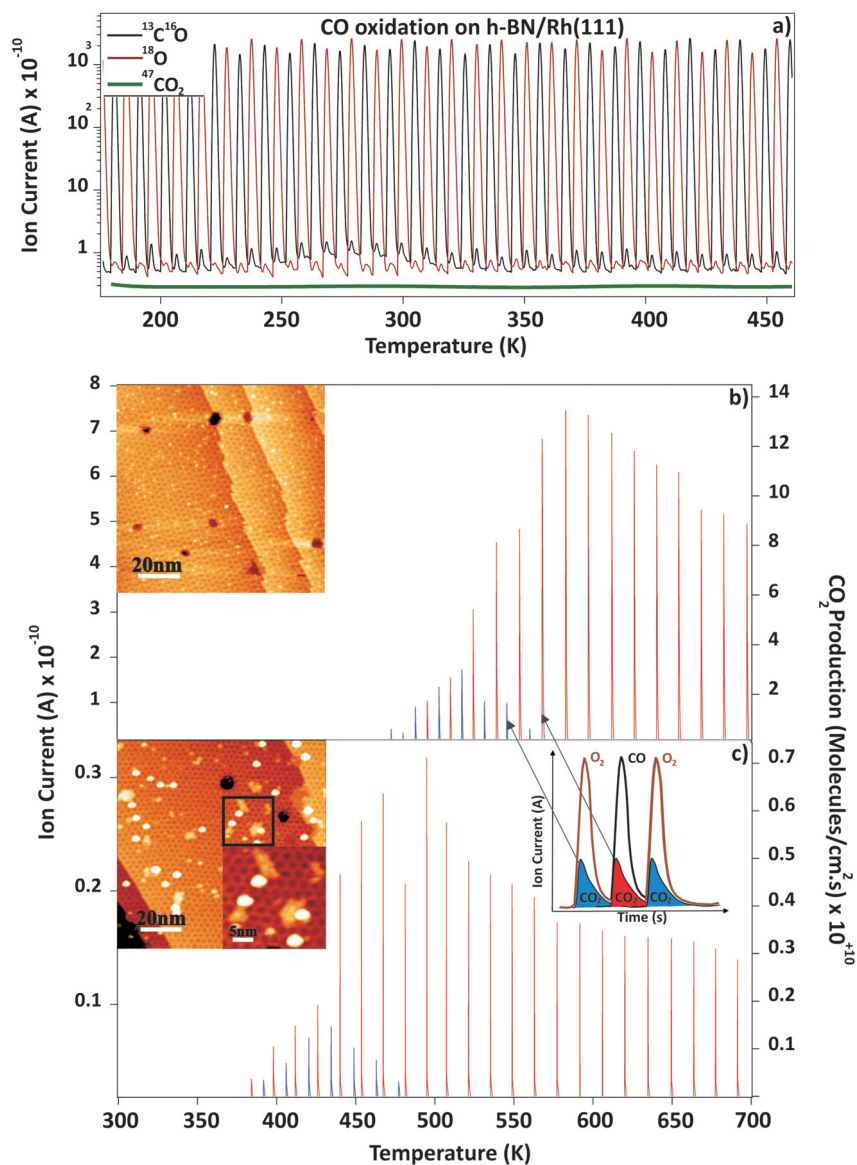 CO oxidation on h-BN/Rh(111)
a)
13C16O
18O
47CO2
Ion Current (A) x 10-10
10 3
10 2
10
1
200 250 300 350 400 450
Temperature (K)
b)
8
7
6
5
4
3
2
1
14
12
10
8
6
4
2
20nm
Ion Current (A) x 10-10
CO2 Production (Molecules/cm2.s) x 10+10
c)
0.3
0.2
0.1
0.7
0.6
0.5
0.4
0.3
0.2
0.1
20nm
5nm
O2 CO O2
Ion Current (A)
CO2 CO2 CO2
Time (s)
300 350 400 450 500 550 600 650 700
Temperature (K)